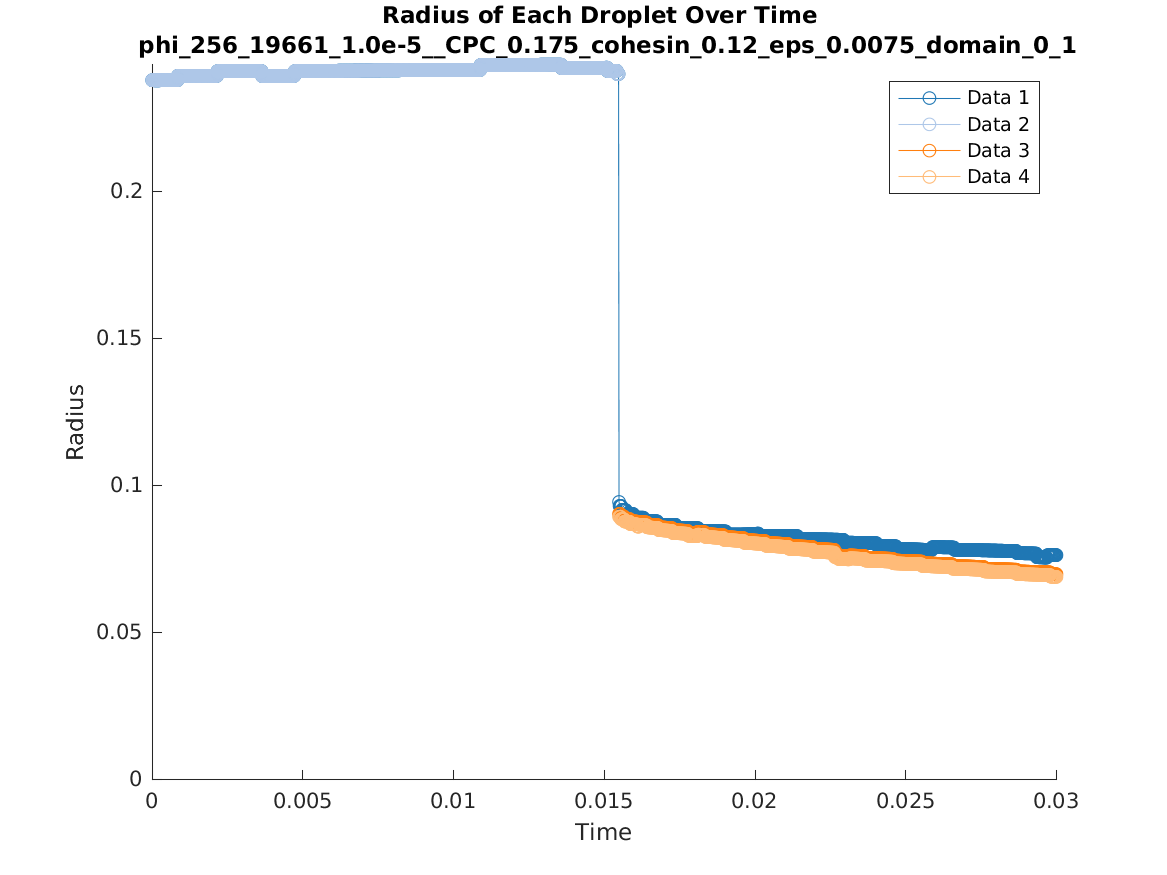 Radius of Each Droplet Over Time
phi_256_19661_1.0e-5__CPC_0.175_cohesin_0.12_eps_0.0075_domain_0_1
Data 1
Data 2
Data 3
Data 4
0.2
0.15
0.1
0.05
0
Radius
0
0.005
0.01
0.015
0.02
0.025
0.03
Time